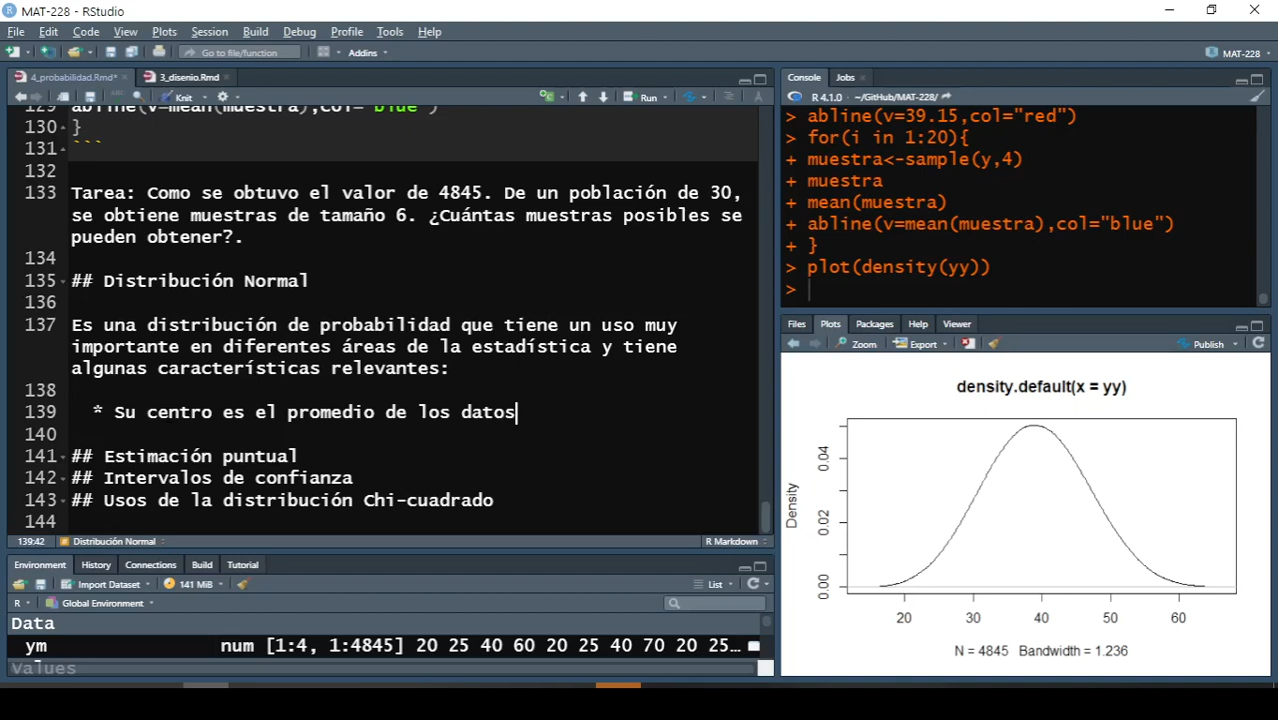 MAT-228 - RStudio
File Edit Code View Plots Session Build Debug Profile Tools Help
Go to file/function Addins MAT-228
4_probabilidad.Rmd* 3_disenio.Rmd
Knit Run
129 abline(v=mean(muestra),col="blue")
130 }
131 ```
132
133 Tarea: Como se obtuvo el valor de 4845. De un población de 30,
se obtiene muestras de tamaño 6. ¿Cuántas muestras posibles se
pueden obtener?.
134
135 ## Distribución Normal
136
137 Es una distribución de probabilidad que tiene un uso muy
importante en diferentes áreas de la estadística y tiene
algunas características relevantes:
138
139 * Su centro es el promedio de los datos
140
141 ## Estimación puntual
142 ## Intervalos de confianza
143 ## Usos de la distribución Chi-cuadrado
144
139:42 Distribución Normal R Markdown
Environment History Connections Build Tutorial
Import Dataset 141 MiB List
R Global Environment
Data
ym num [1:4, 1:4845] 20 25 40 60 20 25 40 70 20 25...
Values
Console Jobs
R 4.1.0 · ~/GitHub/MAT-228/
> abline(v=39.15,col="red")
> for(i in 1:20){
+ muestra<-sample(y,4)
+ muestra
+ mean(muestra)
+ abline(v=mean(muestra),col="blue")
+ }
> plot(density(yy))
>
Files Plots Packages Help Viewer
Zoom Export Publish
density.default(x = yy)
Density
0.04
0.02
0.00
20 30 40 50 60
N = 4845 Bandwidth = 1.236